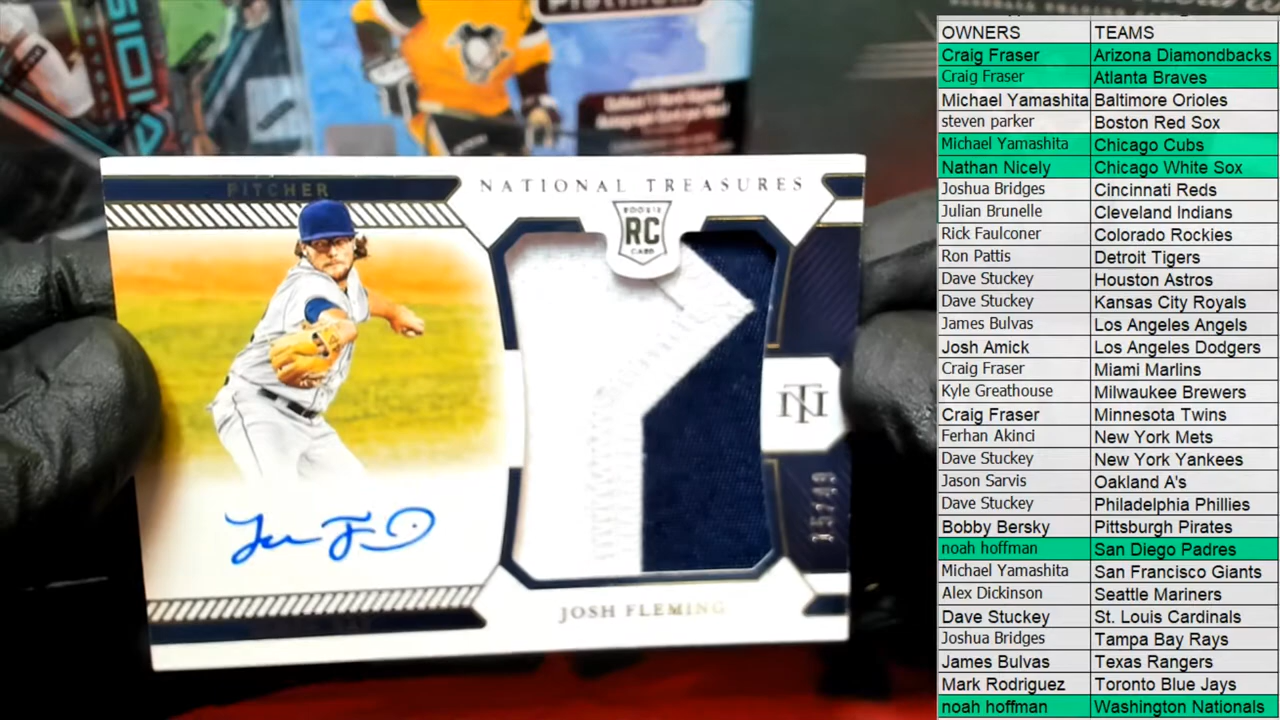 PITCHER
NATIONAL TREASURES
ROOKIE
RC
CARD
NT
15/49
JOSH FLEMING
OWNERS TEAMS
Craig Fraser Arizona Diamondbacks
Craig Fraser Atlanta Braves
Michael Yamashita Baltimore Orioles
steven parker Boston Red Sox
Michael Yamashita Chicago Cubs
Nathan Nicely Chicago White Sox
Joshua Bridges Cincinnati Reds
Julian Brunelle Cleveland Indians
Rick Faulconer Colorado Rockies
Ron Pattis Detroit Tigers
Dave Stuckey Houston Astros
Dave Stuckey Kansas City Royals
James Bulvas Los Angeles Angels
Josh Amick Los Angeles Dodgers
Craig Fraser Miami Marlins
Kyle Greathouse Milwaukee Brewers
Craig Fraser Minnesota Twins
Ferhan Akinci New York Mets
Dave Stuckey New York Yankees
Jason Sarvis Oakland A's
Dave Stuckey Philadelphia Phillies
Bobby Bersky Pittsburgh Pirates
noah hoffman San Diego Padres
Michael Yamashita San Francisco Giants
Alex Dickinson Seattle Mariners
Dave Stuckey St. Louis Cardinals
Joshua Bridges Tampa Bay Rays
James Bulvas Texas Rangers
Mark Rodriguez Toronto Blue Jays
noah hoffman Washington Nationals